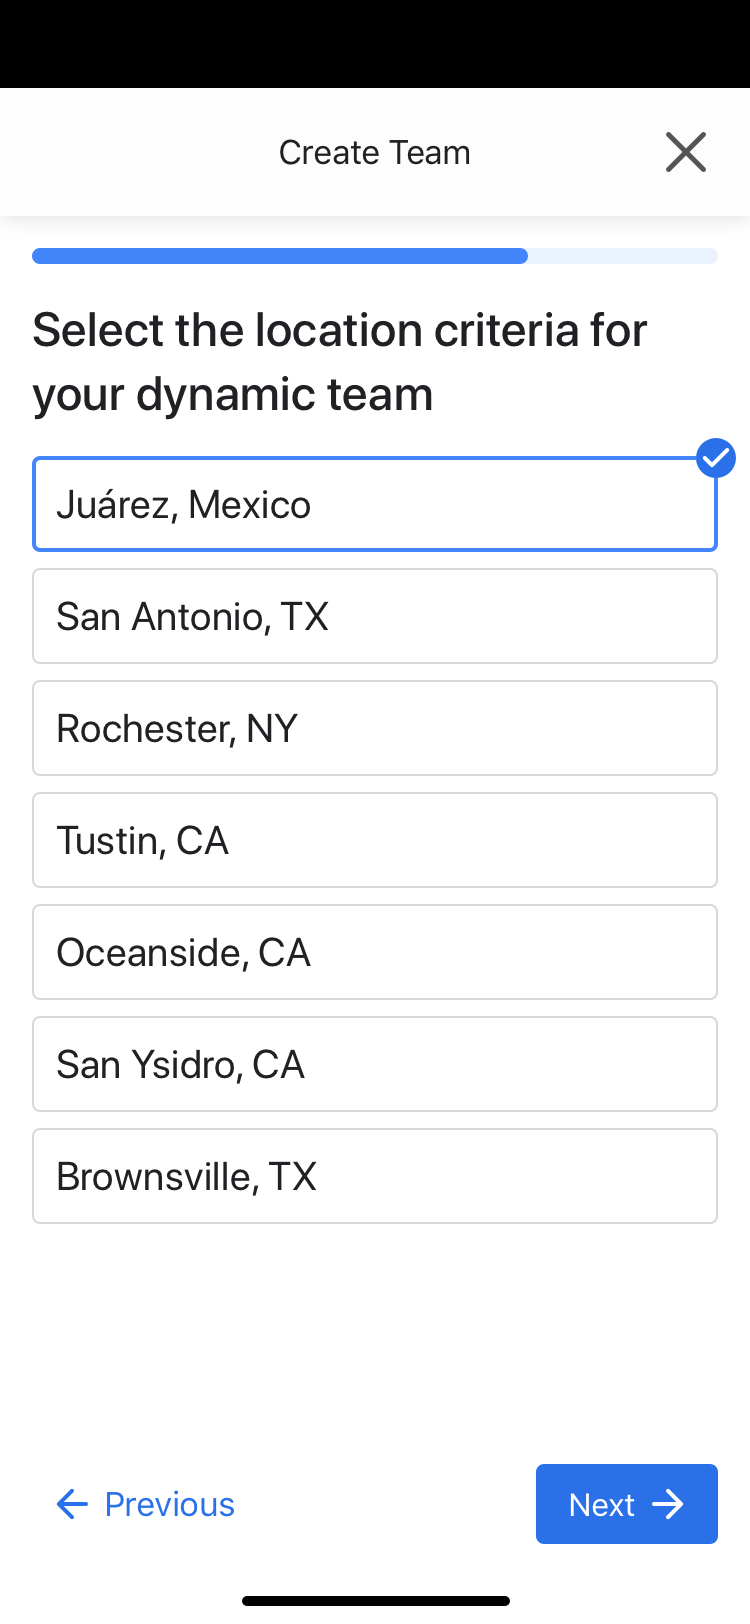 Create Team
Select the location criteria for
your dynamic team
Juárez, Mexico
San Antonio, TX
Rochester, NY
Tustin, CA
Oceanside, CA
San Ysidro, CA
Brownsville, TX
Previous
Next